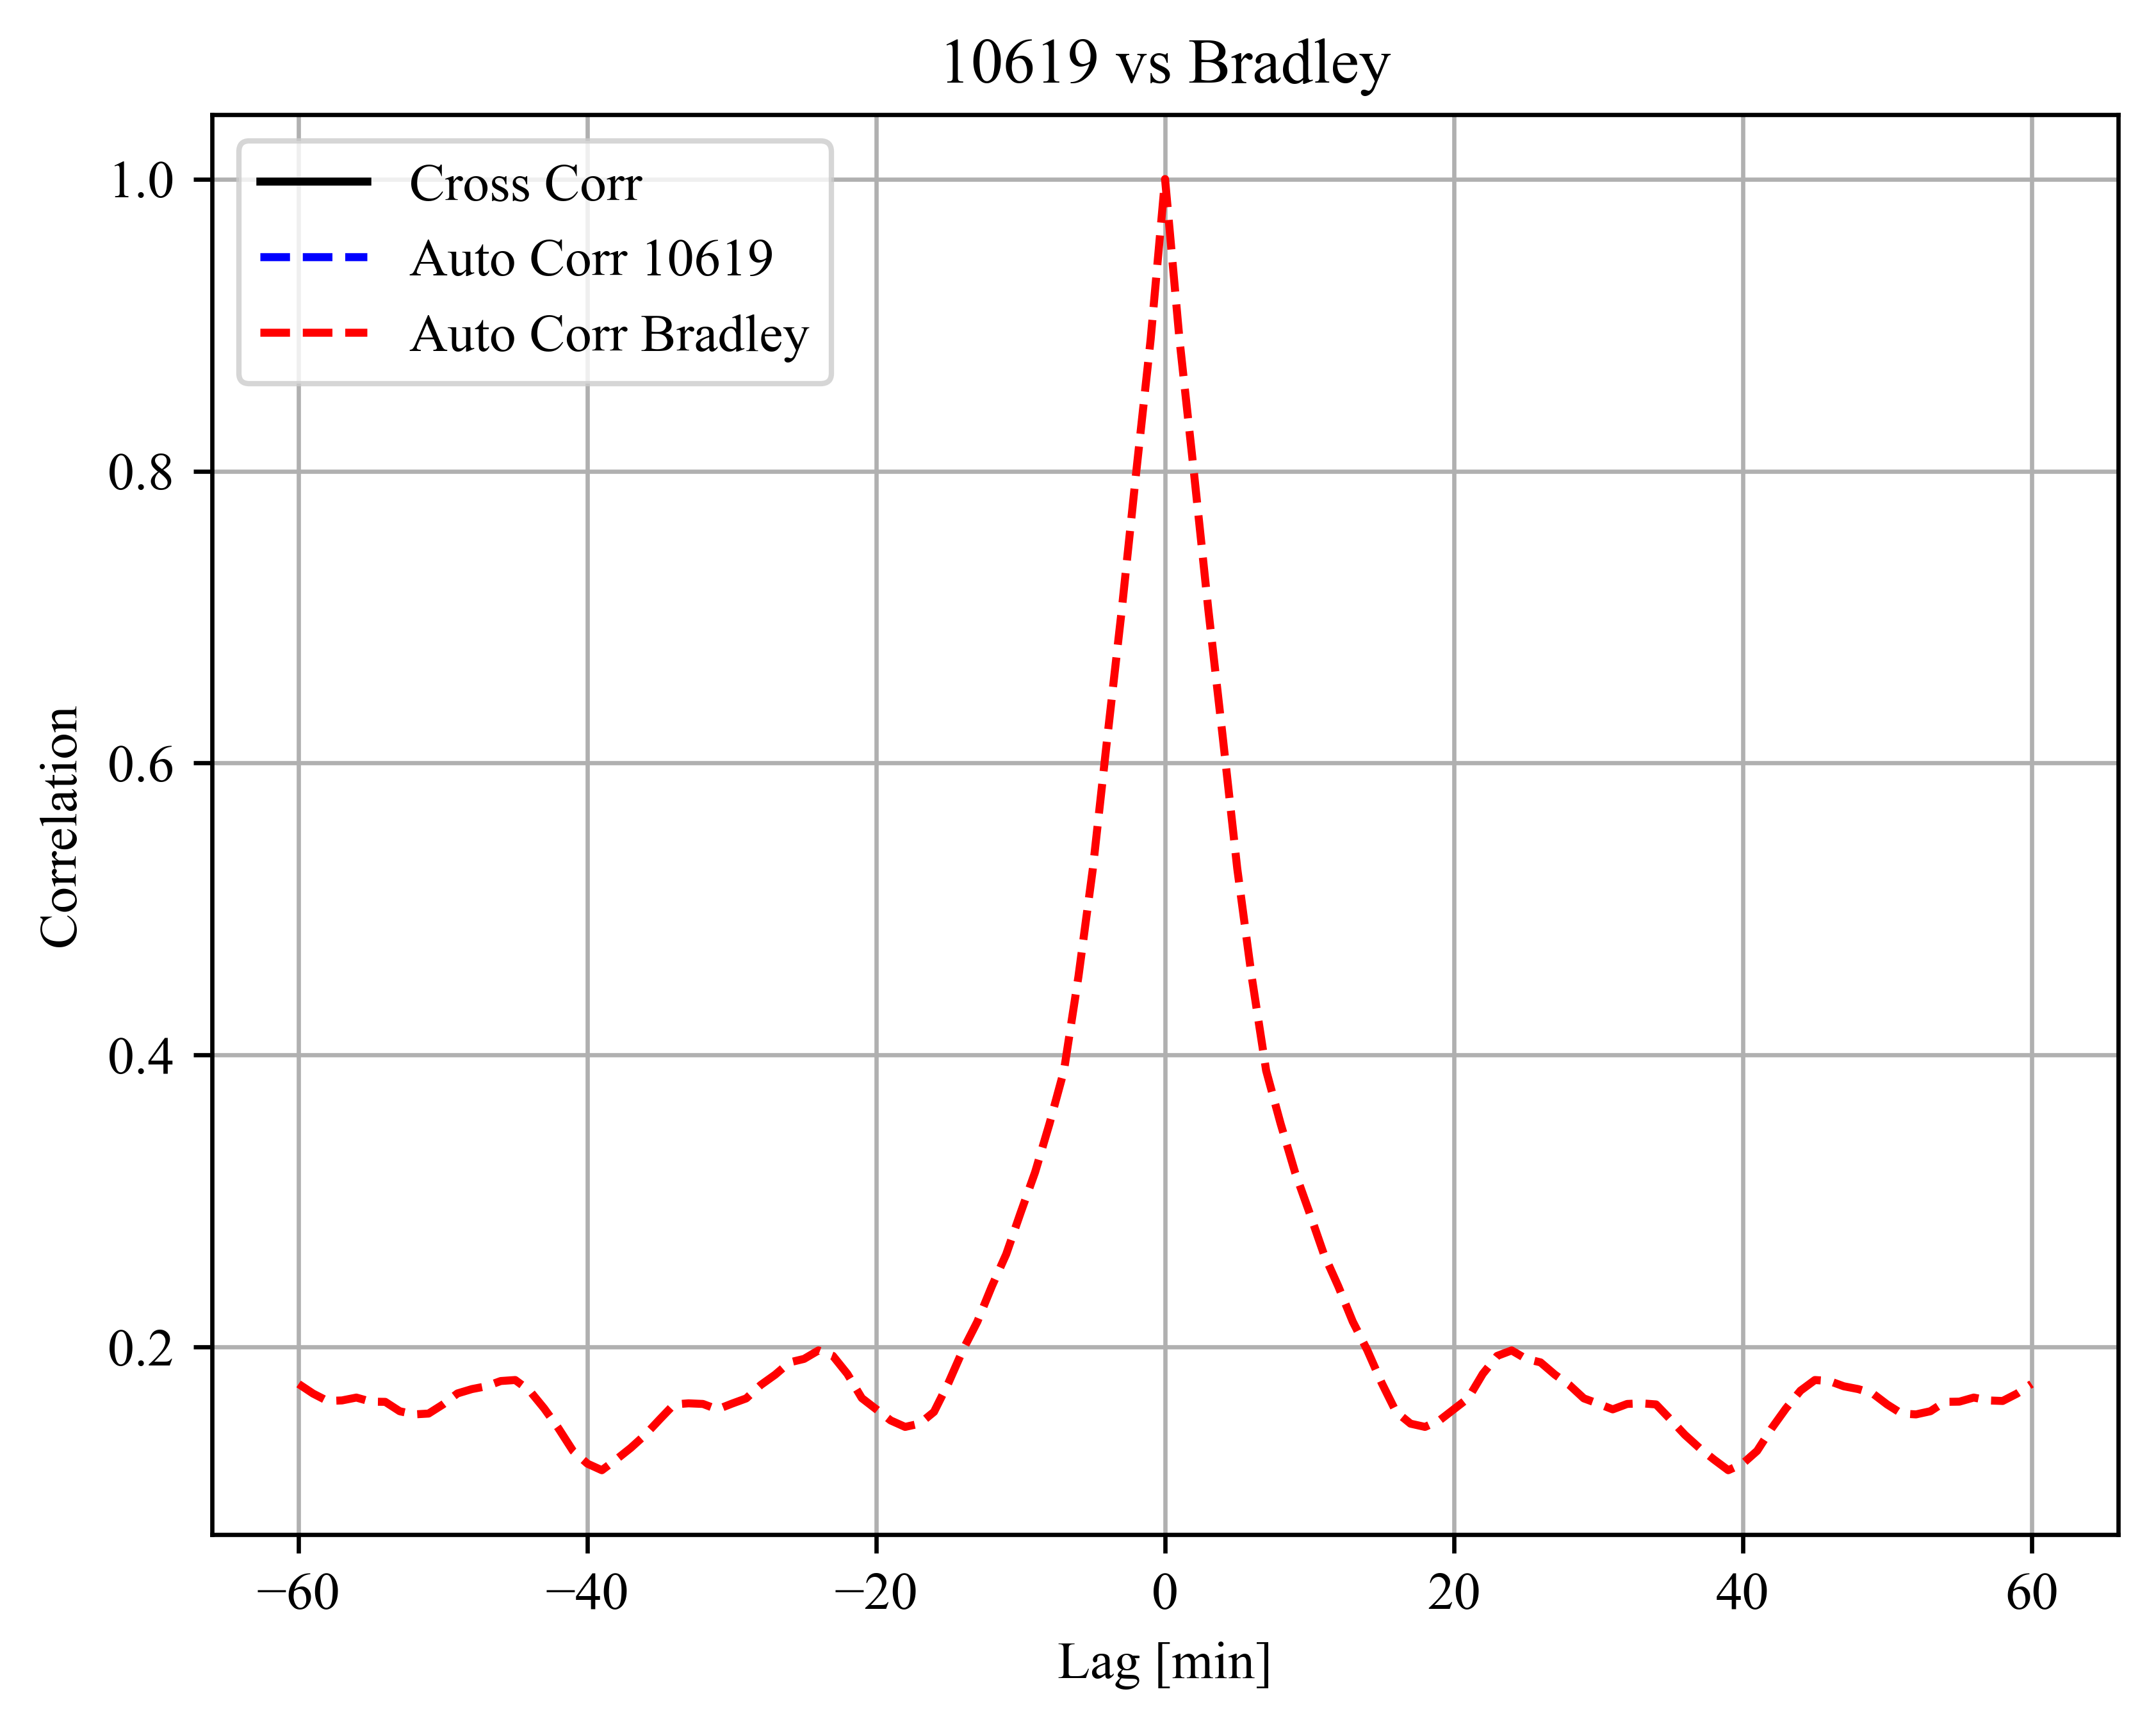 10619 vs Bradley
Cross Corr
Auto Corr 10619
Auto Corr Bradley
1.0
0.8
0.6
0.4
0.2
Correlation
−60 −40 −20 0 20 40 60
Lag [min]